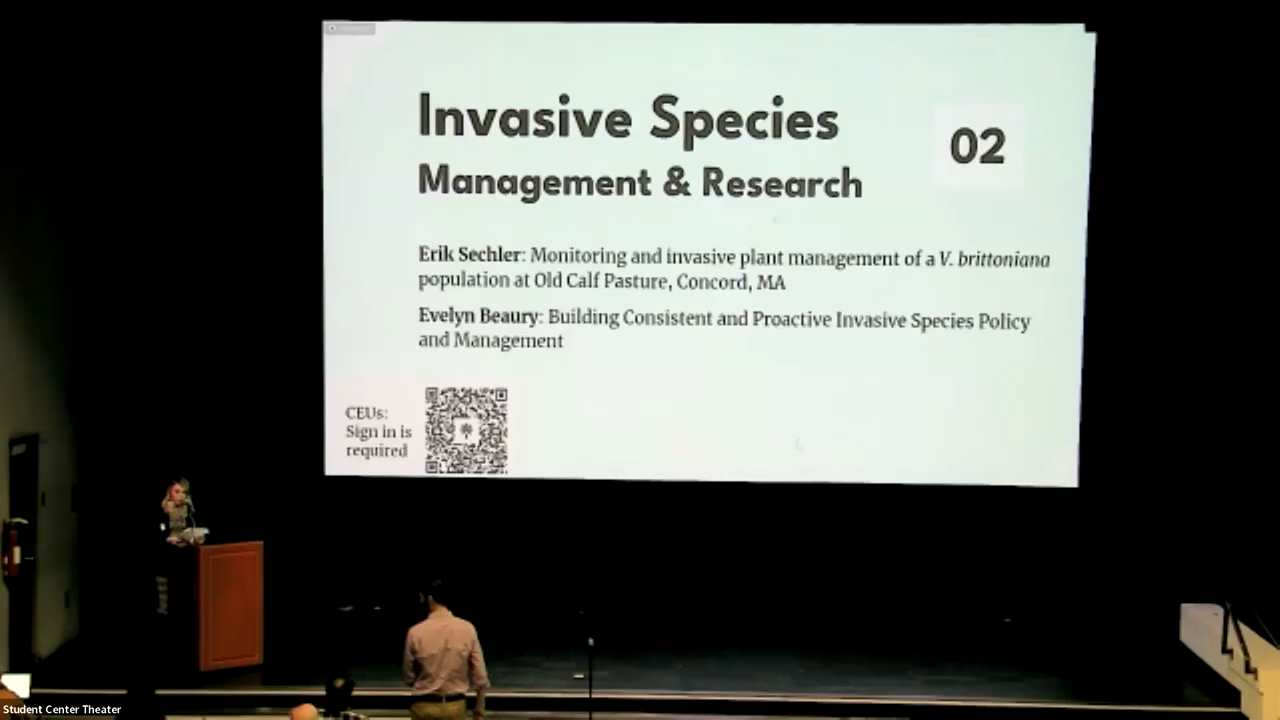 Invasive Species
Management & Research
02
Erik Sechler: Monitoring and invasive plant management of a V. brittoniana
population at Old Calf Pasture, Concord, MA
Evelyn Beaury: Building Consistent and Proactive Invasive Species Policy
and Management
CEUs:
Sign in is
required
Student Center Theater